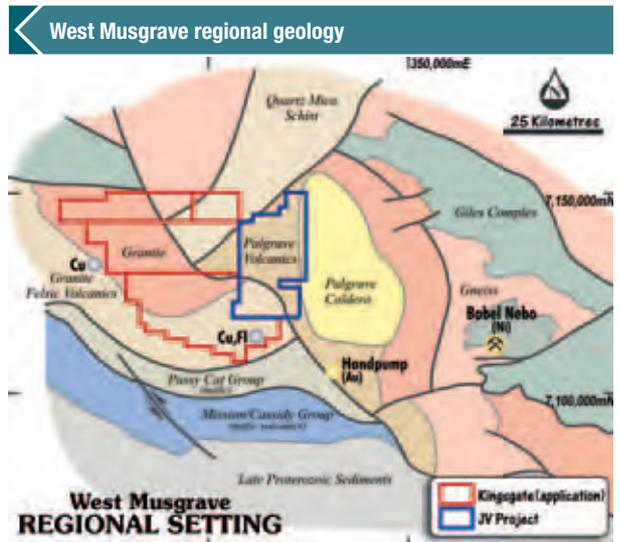 West Musgrave regional geology
350,000mE
25 Kilometres
Quartz Mica
Schist
7,150,000mN
Giles Complex
Granite
Palgrave
Volcanics
Cu
Granite
Felsic Volcanics
Palgrave
Caldera
Gneiss
Babel Nebo
(Ni)
Cu,Fl
Handpump
(Au)
Pussy Cat Group
7,100,000mN
Mission/Cassidy Group
(mafic volcanics)
Late Proterozoic Sediments
West Musgrave
REGIONAL SETTING
Kingsgate(application)
JV Project